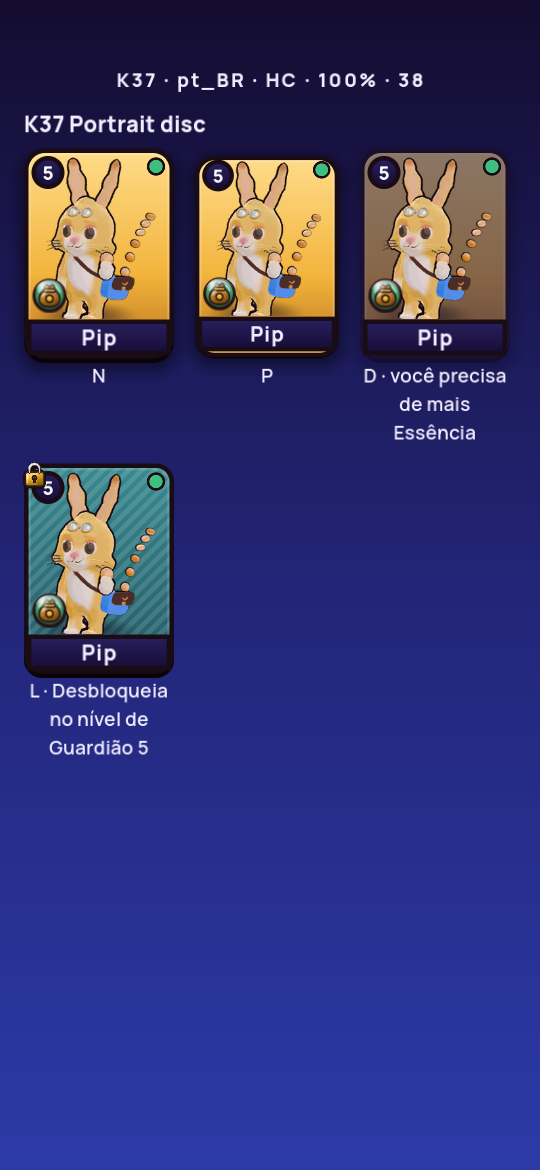 K37 · pt_BR · HC · 100% · 38
K37 Portrait disc
5
5
5
Pip
Pip
Pip
N
P
D · você precisa
de mais
Essência
5
Pip
L · Desbloqueia
no nível de
Guardião 5